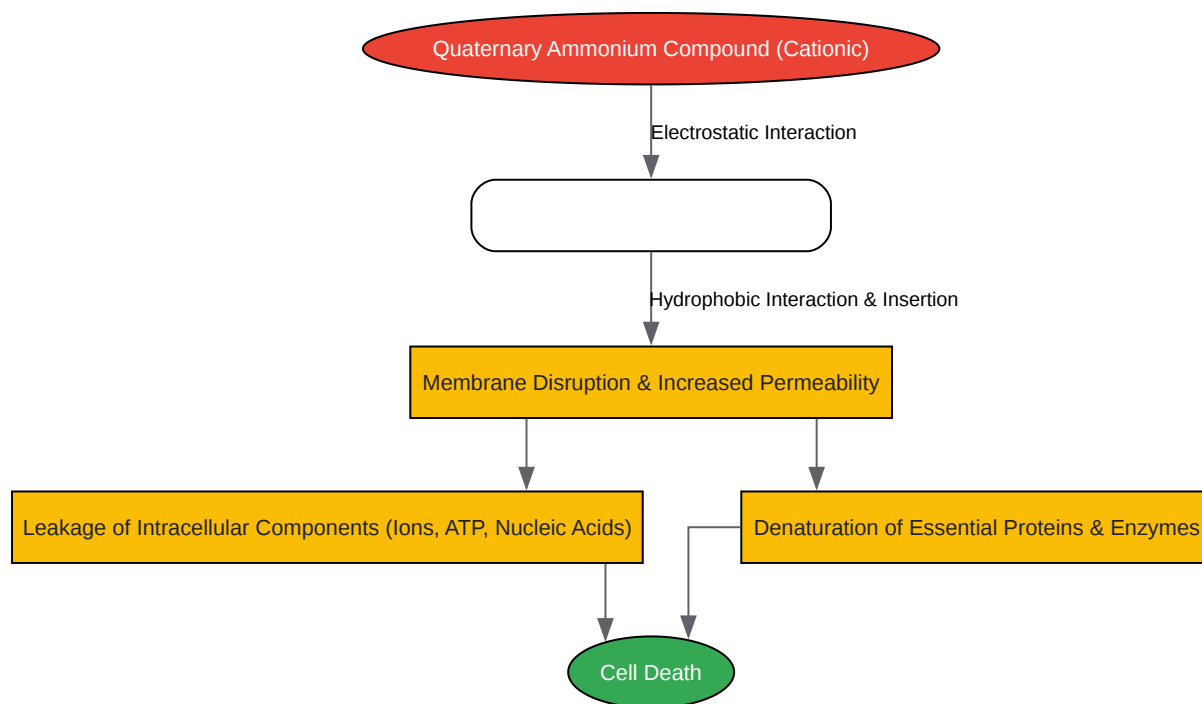 Quaternary Ammonium Compound (Cationic)
Electrostatic Interaction
Hydrophobic Interaction & Insertion
Membrane Disruption & Increased Permeability
Leakage of Intracellular Components (Ions, ATP, Nucleic Acids)
Denaturation of Essential Proteins & Enzymes
Cell Death